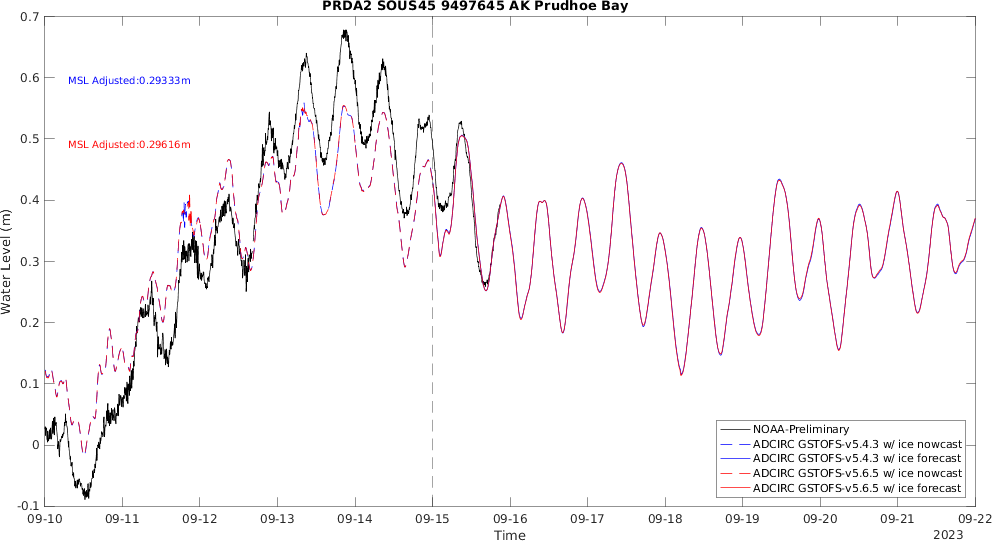 PRDA2 SOUS45 9497645 AK Prudhoe Bay
0.7
0.6
0.5
0.4
0.3
0.2
0.1
0
-0.1
Water Level (m)
MSL Adjusted:0.29333m
MSL Adjusted:0.29616m
NOAA-Preliminary
ADCIRC GSTOFS-v5.4.3 w/ ice nowcast
ADCIRC GSTOFS-v5.4.3 w/ ice forecast
ADCIRC GSTOFS-v5.6.5 w/ ice nowcast
ADCIRC GSTOFS-v5.6.5 w/ ice forecast
09-10 09-11 09-12 09-13 09-14 09-15 09-16 09-17 09-18 09-19 09-20 09-21 09-22
Time
2023